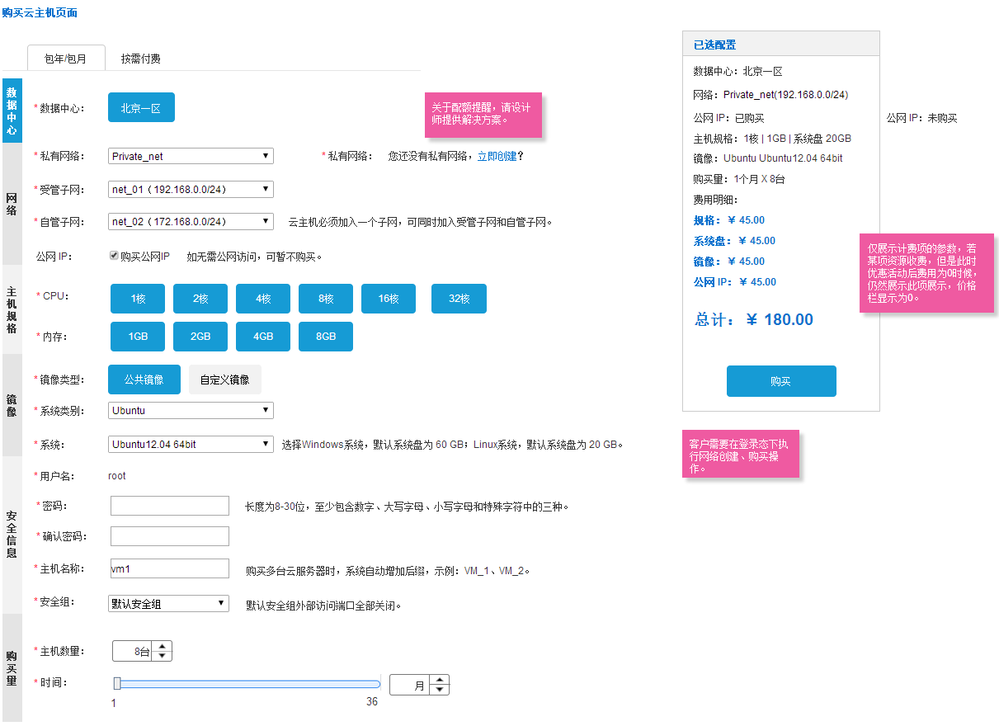 购买云主机页面
包年/包月 按需付费
数据中心
*数据中心： 北京一区
关于配额提醒，请设计
师提供解决方案。
网络
*私有网络： Private_net
*私有网络： 您还没有私有网络，立即创建？
*受管子网： net_01（192.168.0.0/24）
*自管子网： net_02（172.168.0.0/24） 云主机必须加入一个子网，可同时加入受管子网和自管子网。
公网 IP： 购买公网IP 如无需公网访问，可暂不购买。
主机规格
*CPU： 1核 2核 4核 8核 16核 32核
*内存： 1GB 2GB 4GB 8GB
镜像
*镜像类型： 公共镜像 自定义镜像
*系统类别： Ubuntu
*系统： Ubuntu12.04 64bit 选择Windows系统，默认系统盘为 60 GB；Linux系统，默认系统盘为 20 GB。
安全信息
*用户名： root
*密码： 长度为8-30位，至少包含数字、大写字母、小写字母和特殊字符中的三种。
*确认密码：
*主机名称： vm1 购买多台云服务器时，系统自动增加后缀，示例：VM_1、VM_2。
*安全组： 默认安全组 默认安全组外部访问端口全部关闭。
购买量
*主机数量： 8台
*时间： 月
1 36
已选配置
数据中心：北京一区
网络：Private_net(192.168.0.0/24)
公网 IP：已购买
公网 IP：未购买
主机规格：1核 | 1GB | 系统盘 20GB
镜像：Ubuntu Ubuntu12.04 64bit
购买量：1个月 X 8台
费用明细：
规格：￥ 45.00
系统盘：￥ 45.00
镜像：￥ 45.00
公网 IP：￥ 45.00
总计：￥ 180.00
购买
仅展示计费项的参数，若
某项资源收费，但是此时
优惠活动后费用为0时候，
仍然展示此项展示，价格
栏显示为0。
客户需要在登录态下执
行网络创建、购买操
作。